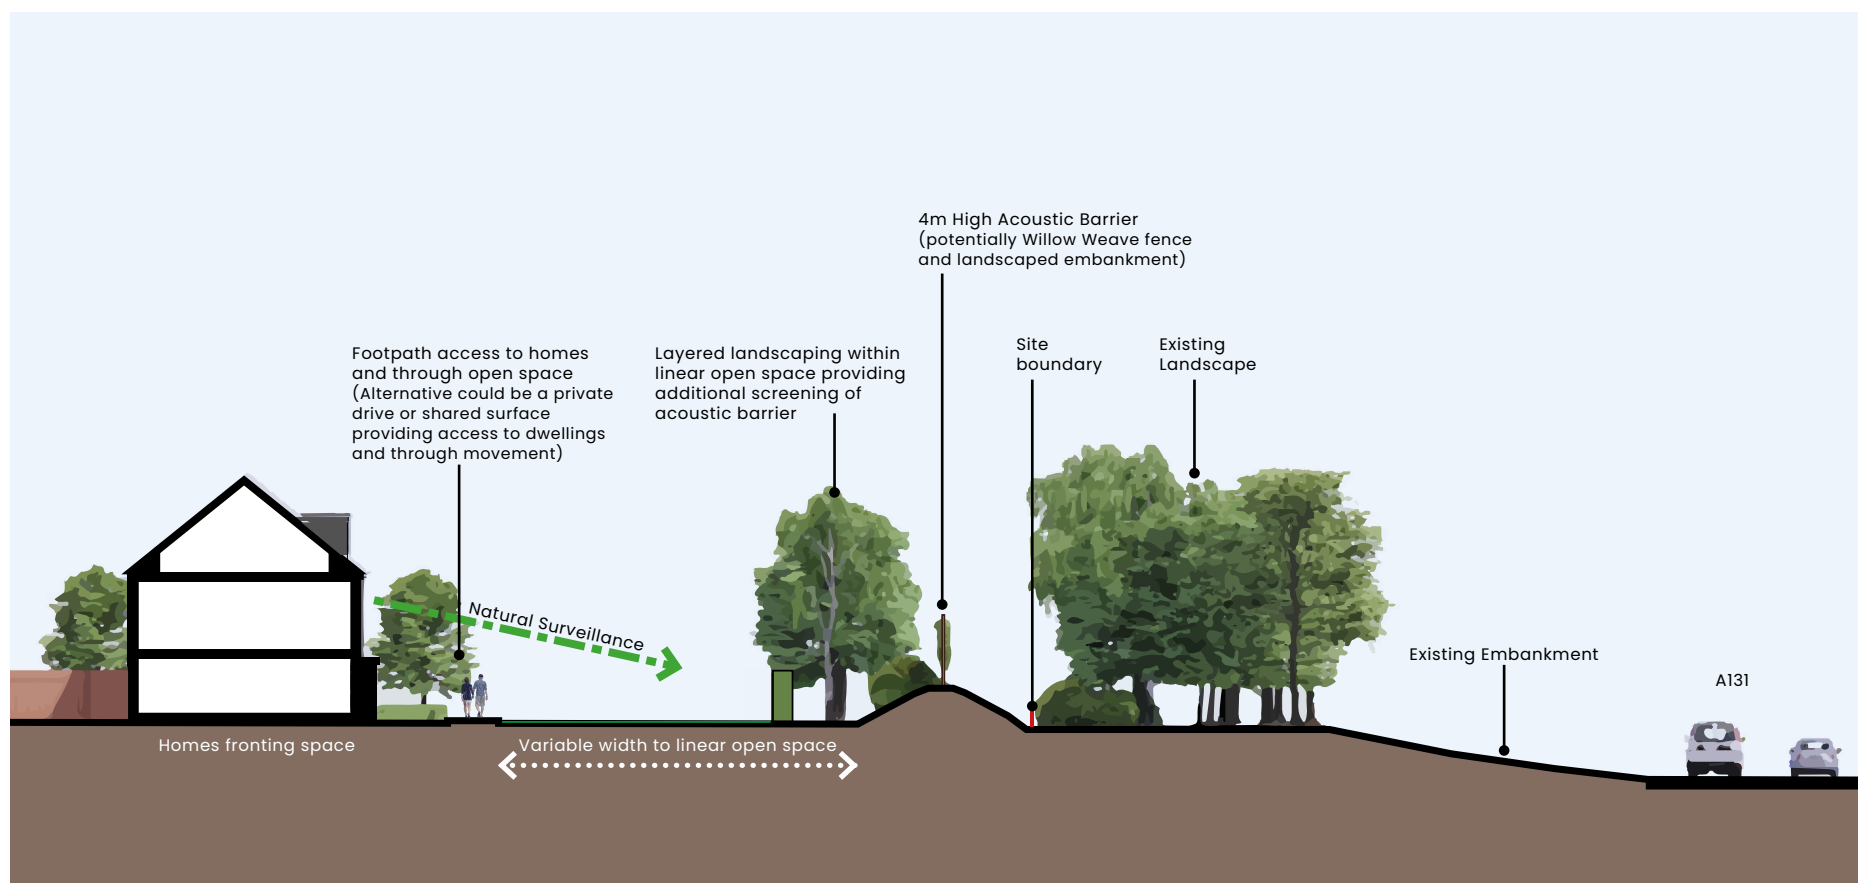 4m High Acoustic Barrier
(potentially Willow Weave fence
and landscaped embankment)
Footpath access to homes
and through open space
(Alternative could be a private
drive or shared surface
providing access to dwellings
and through movement)
Layered landscaping within
linear open space providing
additional screening of
acoustic barrier
Site
boundary
Existing
Landscape
Natural Surveillance
Existing Embankment
A131
Homes fronting space
Variable width to linear open space